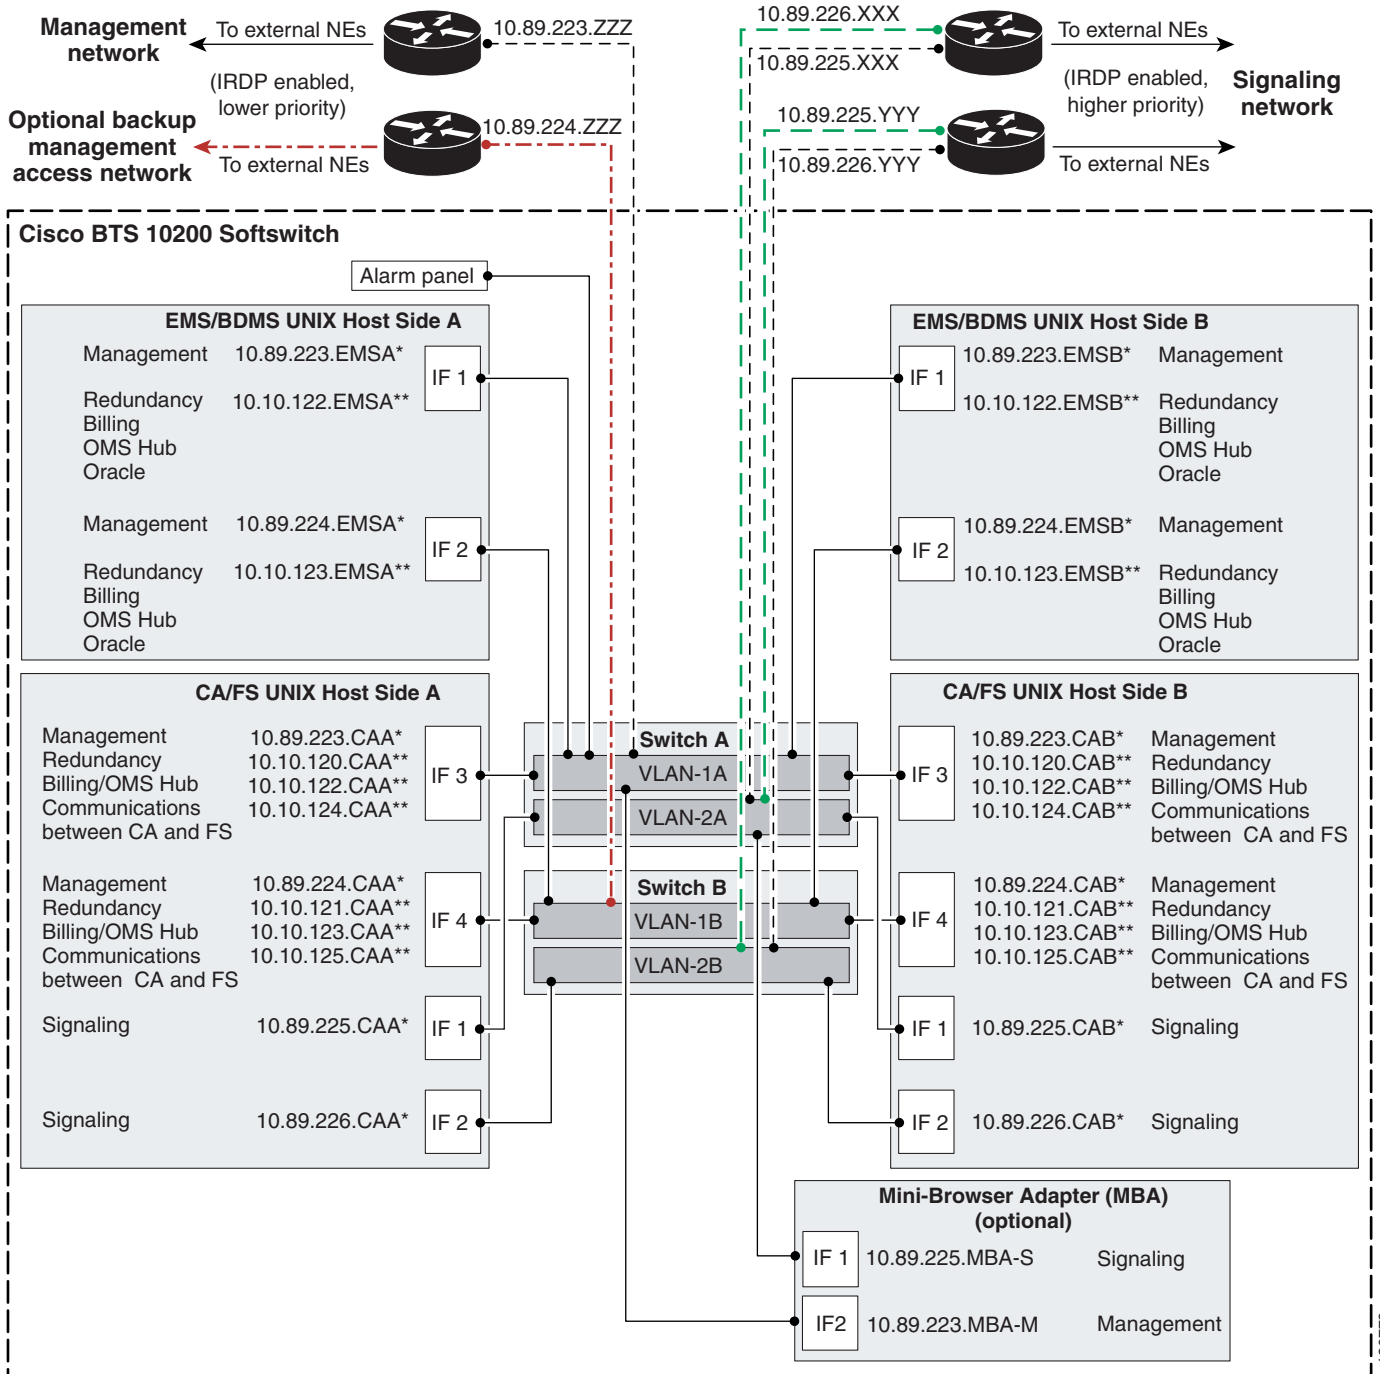 Management
network
To external NEs
10.89.223.ZZZ
(IRDP enabled,
lower priority)
Optional backup
management
access network
To external NEs
10.89.224.ZZZ
10.89.226.XXX
10.89.225.XXX
To external NEs
(IRDP enabled,
higher priority)
Signaling
network
10.89.225.YYY
10.89.226.YYY
To external NEs
Cisco BTS 10200 Softswitch
Alarm panel
EMS/BDMS UNIX Host Side A
Management 10.89.223.EMSA*
IF 1
Redundancy 10.10.122.EMSA**
Billing
OMS Hub
Oracle
Management 10.89.224.EMSA*
IF 2
Redundancy 10.10.123.EMSA**
Billing
OMS Hub
Oracle
EMS/BDMS UNIX Host Side B
10.89.223.EMSB* Management
IF 1
10.10.122.EMSB** Redundancy
Billing
OMS Hub
Oracle
10.89.224.EMSB* Management
IF 2
10.10.123.EMSB** Redundancy
Billing
OMS Hub
Oracle
CA/FS UNIX Host Side A
Management 10.89.223.CAA*
Redundancy 10.10.120.CAA**
IF 3
Billing/OMS Hub 10.10.122.CAA**
Communications 10.10.124.CAA**
between CA and FS
Management 10.89.224.CAA*
Redundancy 10.10.121.CAA**
IF 4
Billing/OMS Hub 10.10.123.CAA**
Communications 10.10.125.CAA**
between CA and FS
Signaling 10.89.225.CAA* IF 1
Signaling 10.89.226.CAA* IF 2
Switch A
VLAN-1A
VLAN-2A
Switch B
VLAN-1B
VLAN-2B
CA/FS UNIX Host Side B
10.89.223.CAB* Management
10.10.120.CAB** Redundancy
IF 3
10.10.122.CAB** Billing/OMS Hub
10.10.124.CAB** Communications
between CA and FS
10.89.224.CAB* Management
10.10.121.CAB** Redundancy
IF 4
10.10.123.CAB** Billing/OMS Hub
10.10.125.CAB** Communications
between CA and FS
IF 1 10.89.225.CAB* Signaling
IF 2 10.89.226.CAB* Signaling
Mini-Browser Adapter (MBA)
(optional)
IF 1 10.89.225.MBA-S Signaling
IF2 10.89.223.MBA-M Management